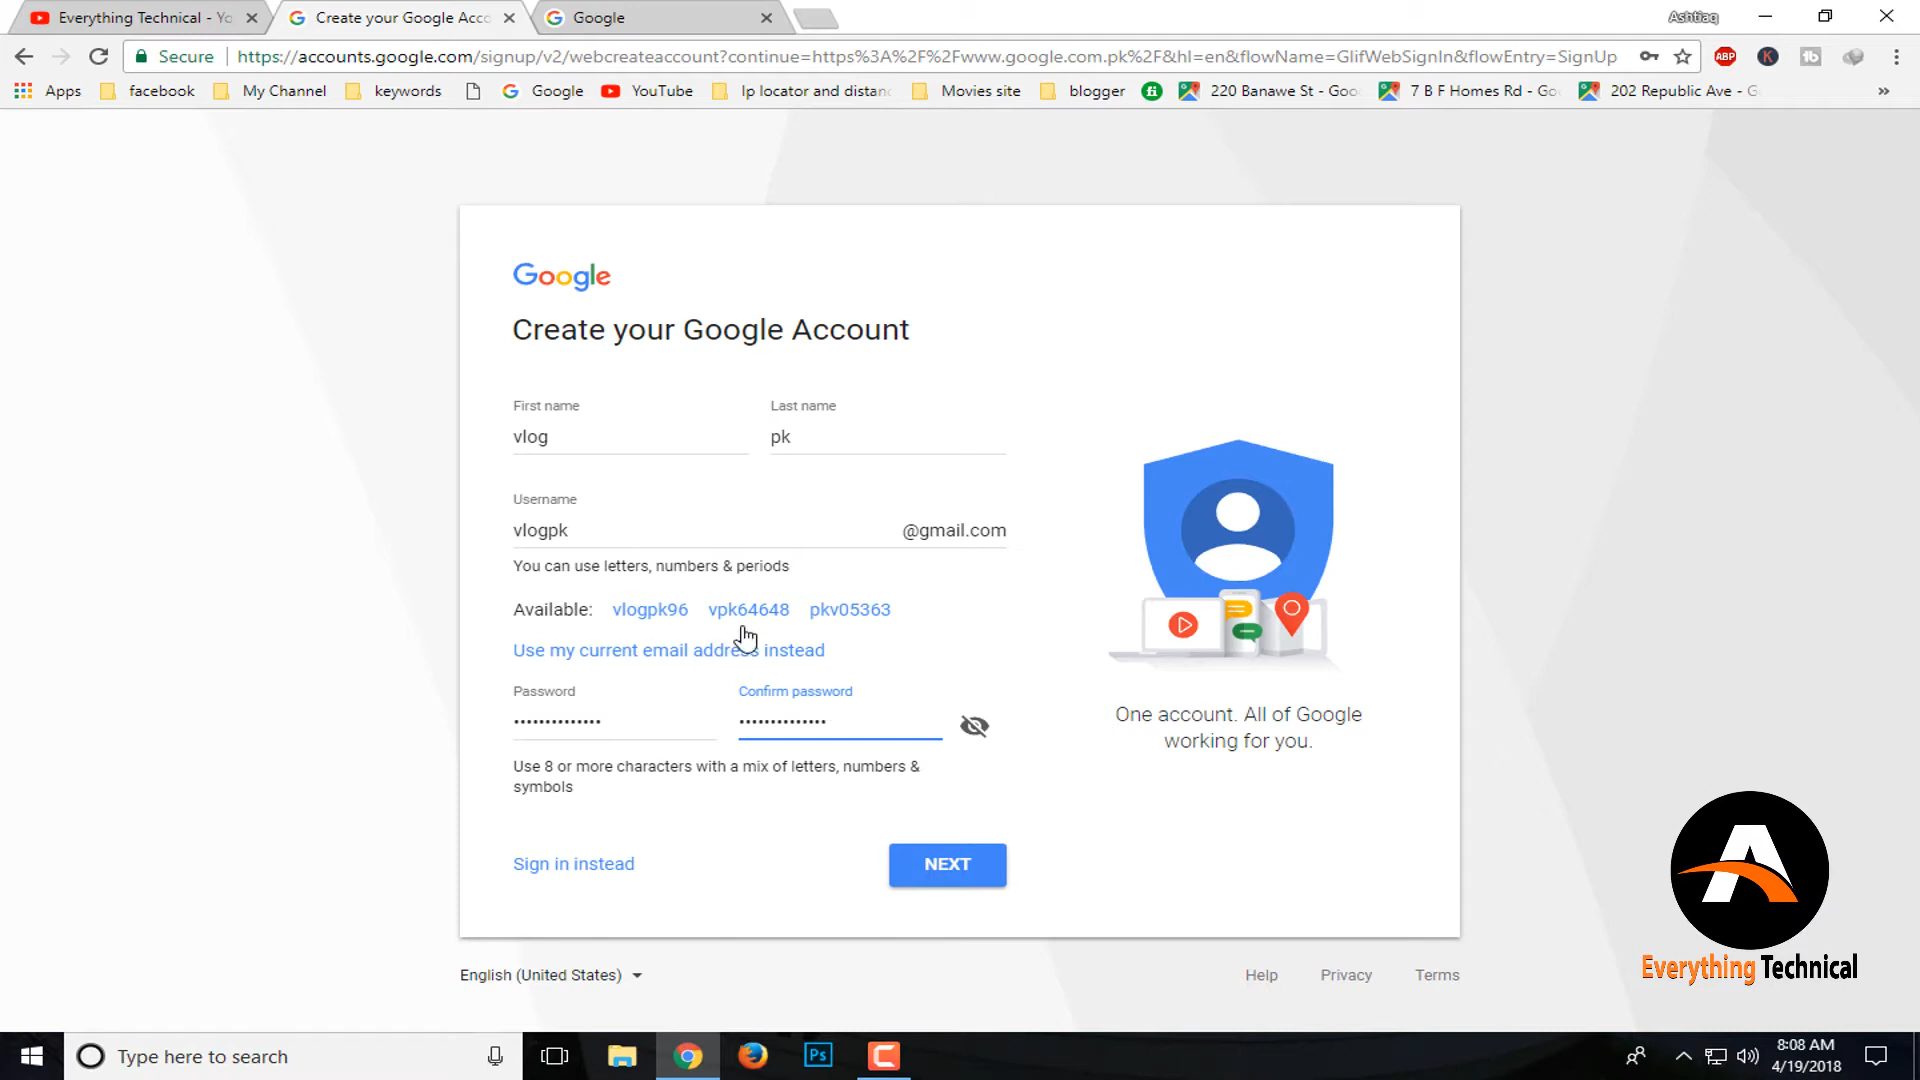 Everything Technical - Yo
Create your Google Acco
Google
Ashtiaq
Secure
https://accounts.google.com/signup/v2/webcreateaccount?continue=https%3A%2F%2Fwww.google.com.pk%2F&hl=en&flowName=GlifWebSignIn&flowEntry=SignUp
ABP
K
tb
Apps
facebook
My Channel
keywords
Google
YouTube
Ip locator and distanc
Movies site
blogger
fi
220 Banawe St - Goo
7 B F Homes Rd - Go
202 Republic Ave - G
»
Google
Create your Google Account
First name
Last name
vlog
pk
Username
vlogpk
@gmail.com
You can use letters, numbers & periods
Available: vlogpk96 vpk64648 pkv05363
Use my current email address instead
Password
Confirm password
••••••••••••••
••••••••••••••
Use 8 or more characters with a mix of letters, numbers &
symbols
Sign in instead
NEXT
One account. All of Google
working for you.
English (United States)
Help
Privacy
Terms
A
Everything Technical
Type here to search
Ps
8:08 AM
4/19/2018